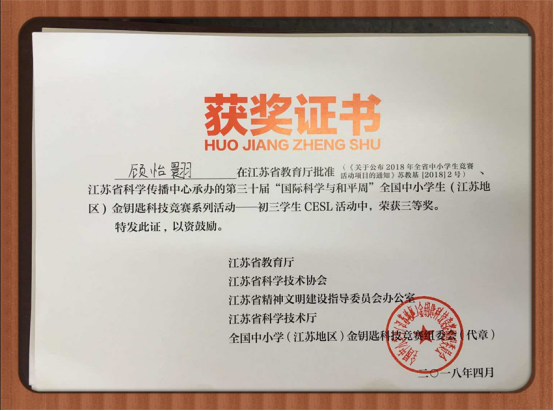 获奖证书
HUO JIANG ZHENG SHU
顾怡翾 在江苏省教育厅批准（《关于公布2018年全省中小学生竞赛活动项目的通知》苏教基[2018]2号）、
江苏省科学传播中心承办的第三十届“国际科学与和平周”全国中小学生（江苏地
区）金钥匙科技竞赛系列活动——初三学生CESL活动中，荣获三等奖。
特发此证，以资鼓励。
江苏省教育厅
江苏省科学技术协会
江苏省精神文明建设指导委员会办公室
江苏省科学技术厅
全国中小学（江苏地区）金钥匙科技竞赛组委会（代章）
二〇一八年四月